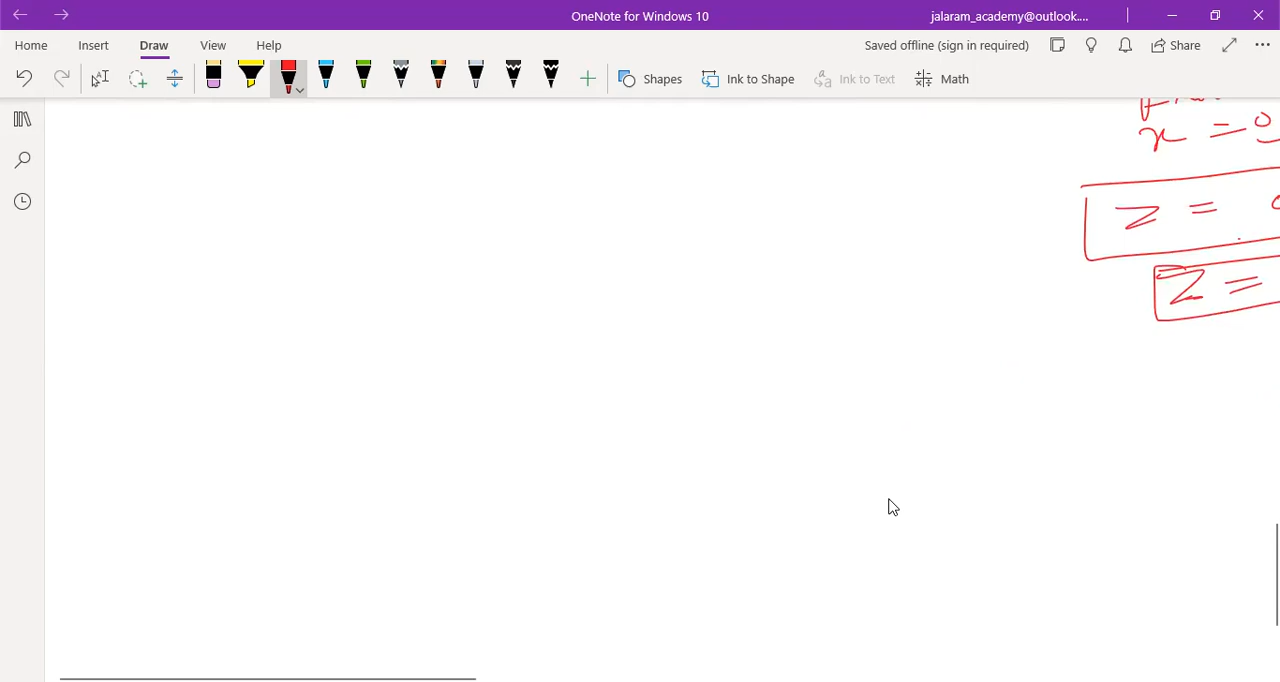 OneNote for Windows 10
jalaram_academy@outlook....
Home Insert Draw View Help
Saved offline (sign in required)
Share
Shapes
Ink to Shape
Ink to Text
Math
x = 0
z =
z =